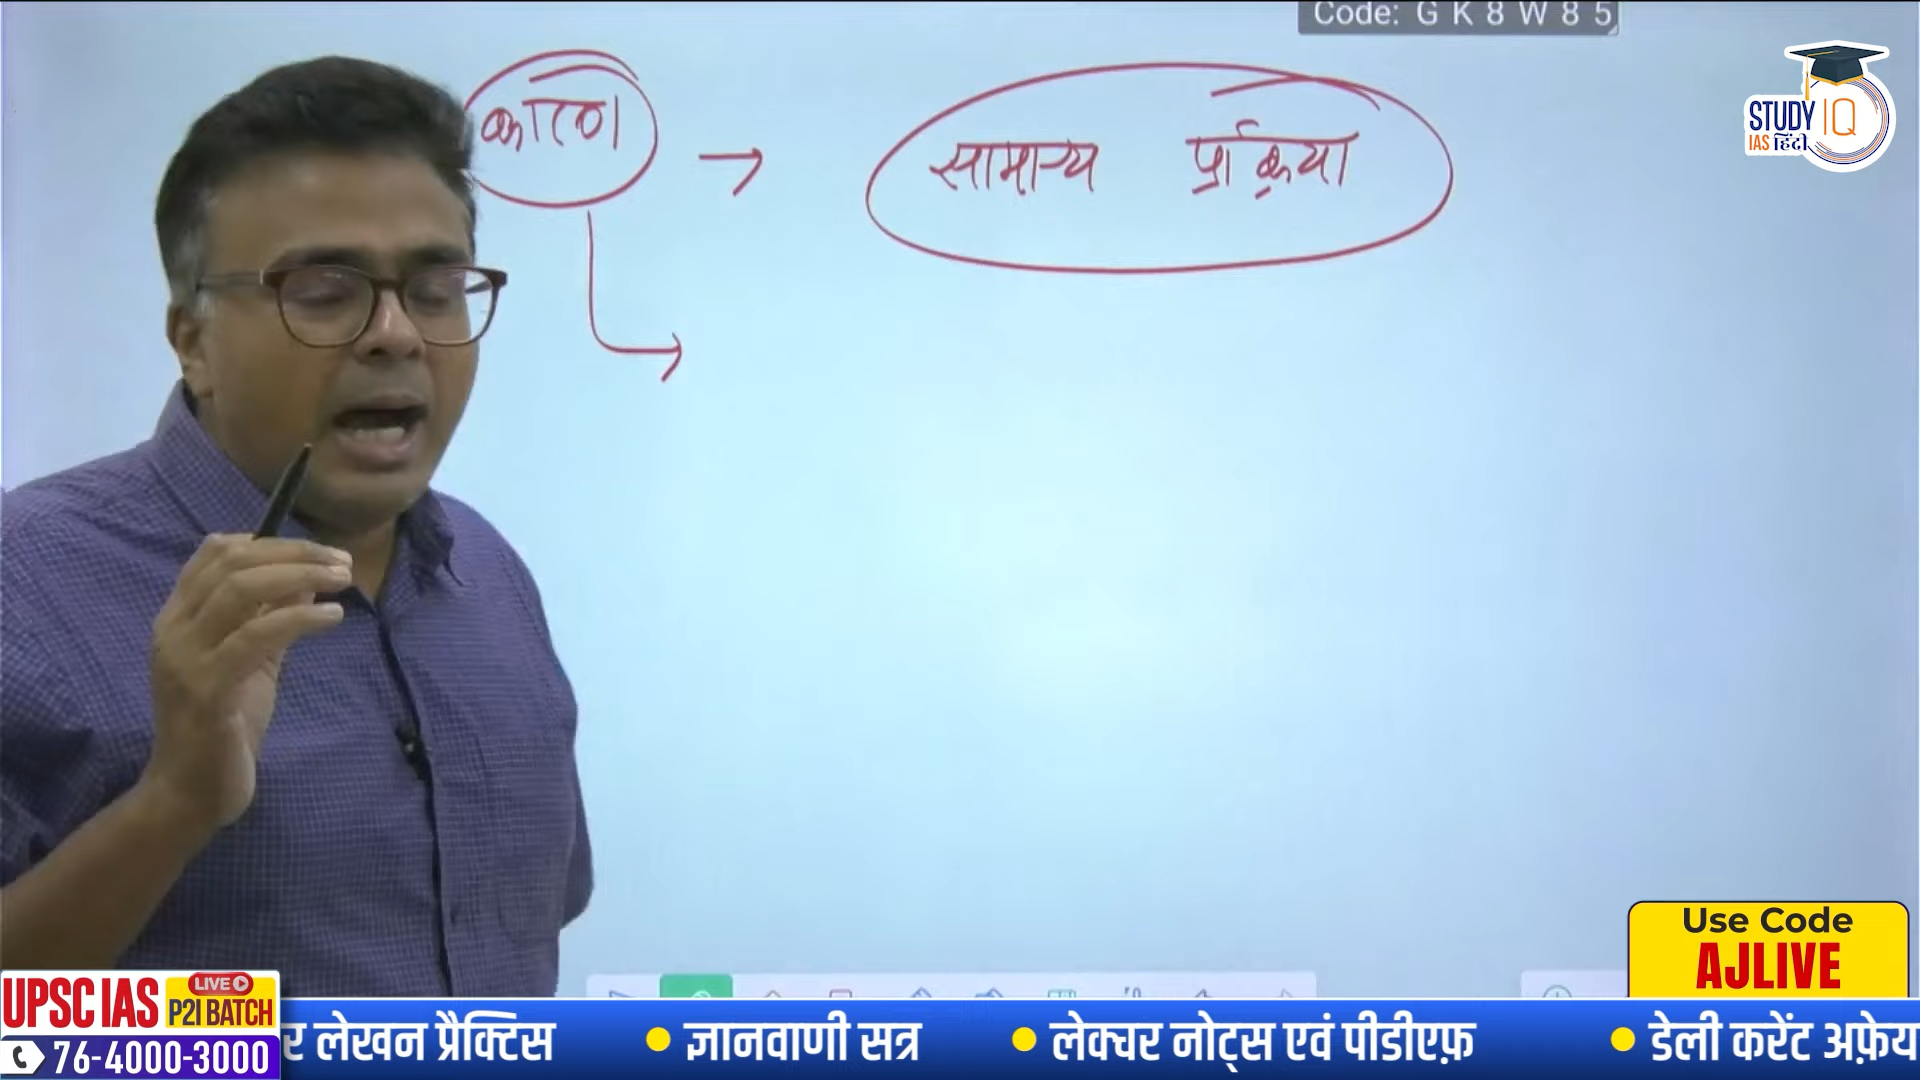 Code: G K 8 W 8 5
STUDY IQ
IAS हिंदी
कारण → सामान्य प्रक्रिया
Use Code
AJLIVE
UPSC IAS LIVE P2I BATCH
76-4000-3000
र लेखन प्रैक्टिस • ज्ञानवाणी सत्र • लेक्चर नोट्स एवं पीडीएफ़ • डेली करेंट अफ़ेय